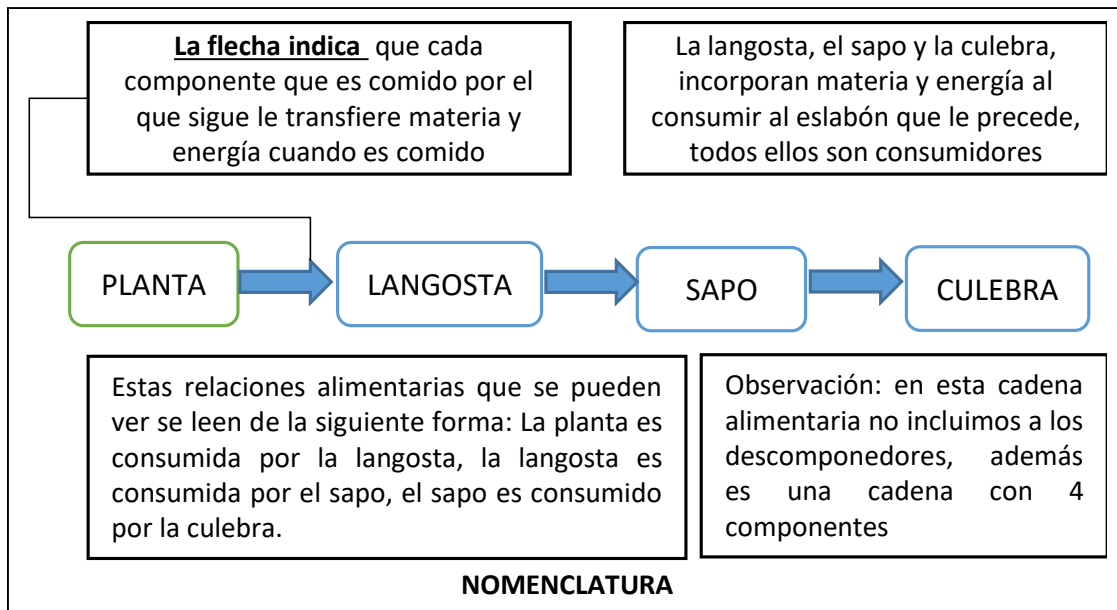 La flecha indica que cada
componente que es comido por el
que sigue le transfiere materia y
energía cuando es comido
La langosta, el sapo y la culebra,
incorporan materia y energía al
consumir al eslabón que le precede,
todos ellos son consumidores
PLANTA
LANGOSTA
SAPO
CULEBRA
Estas relaciones alimentarias que se pueden
ver se leen de la siguiente forma: La planta es
consumida por la langosta, la langosta es
consumida por el sapo, el sapo es consumido
por la culebra.
Observación: en esta cadena
alimentaria no incluimos a los
descomponedores, además
es una cadena con 4
componentes
NOMENCLATURA